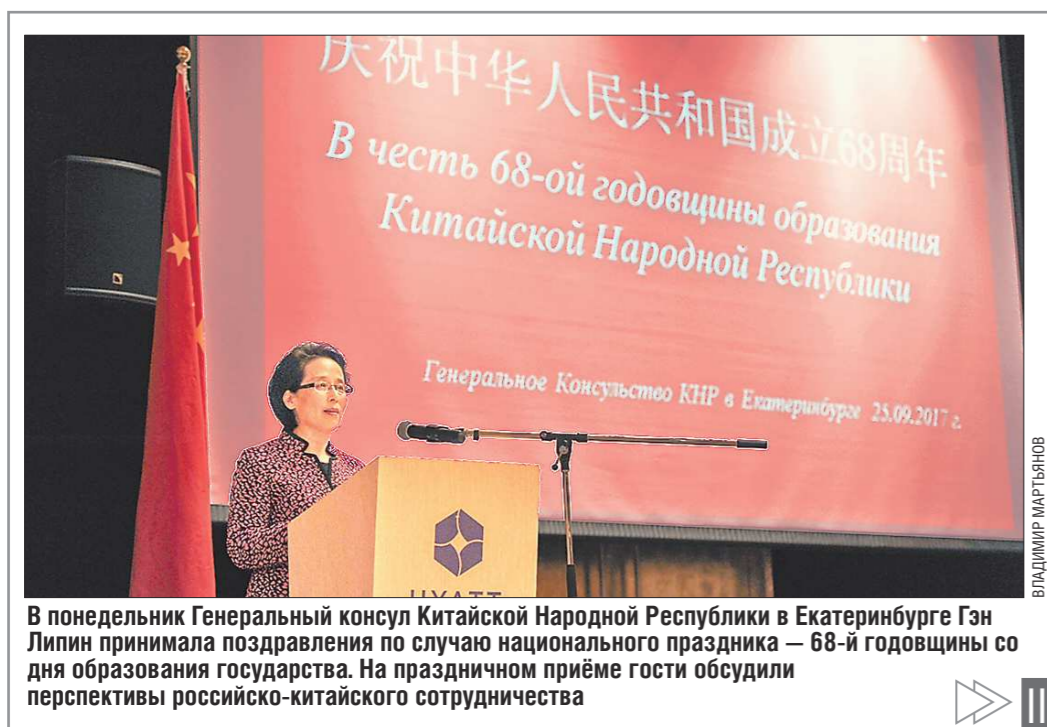 庆祝中华人民共和国成立68周年
В честь 68-ой годовщины образования
Китайской Народной Республики
Генеральное Консульство КНР в Екатеринбурге 25.09.2017 г.
HYATT
ВЛАДИМИР МАРТЬЯНОВ
В понедельник Генеральный консул Китайской Народной Республики в Екатеринбурге Гэн
Липин принимала поздравления по случаю национального праздника — 68-й годовщины со
дня образования государства. На праздничном приёме гости обсудили
перспективы российско-китайского сотрудничества
II